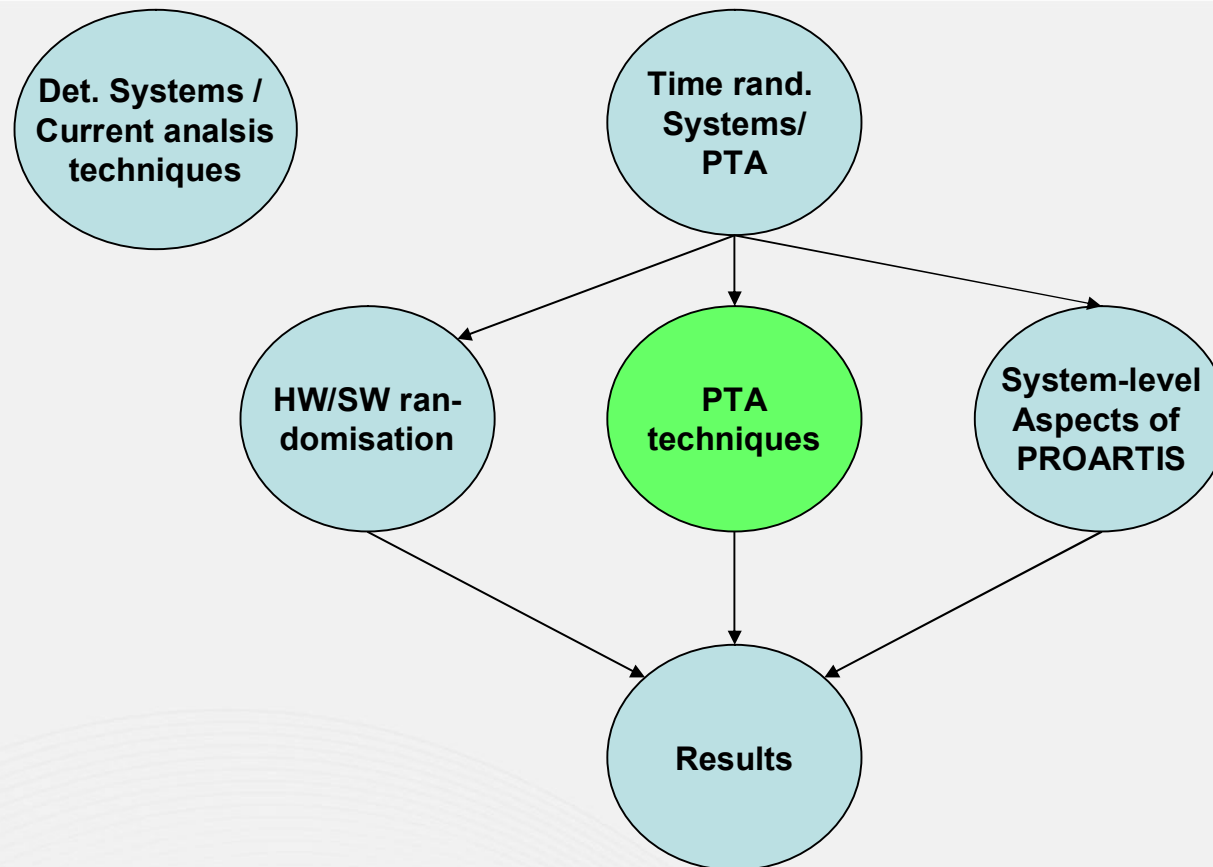 Det. Systems /
Current analsis
techniques
Time rand.
Systems/
PTA
HW/SW ran-
domisation
PTA
techniques
System-level
Aspects of
PROARTIS
Results